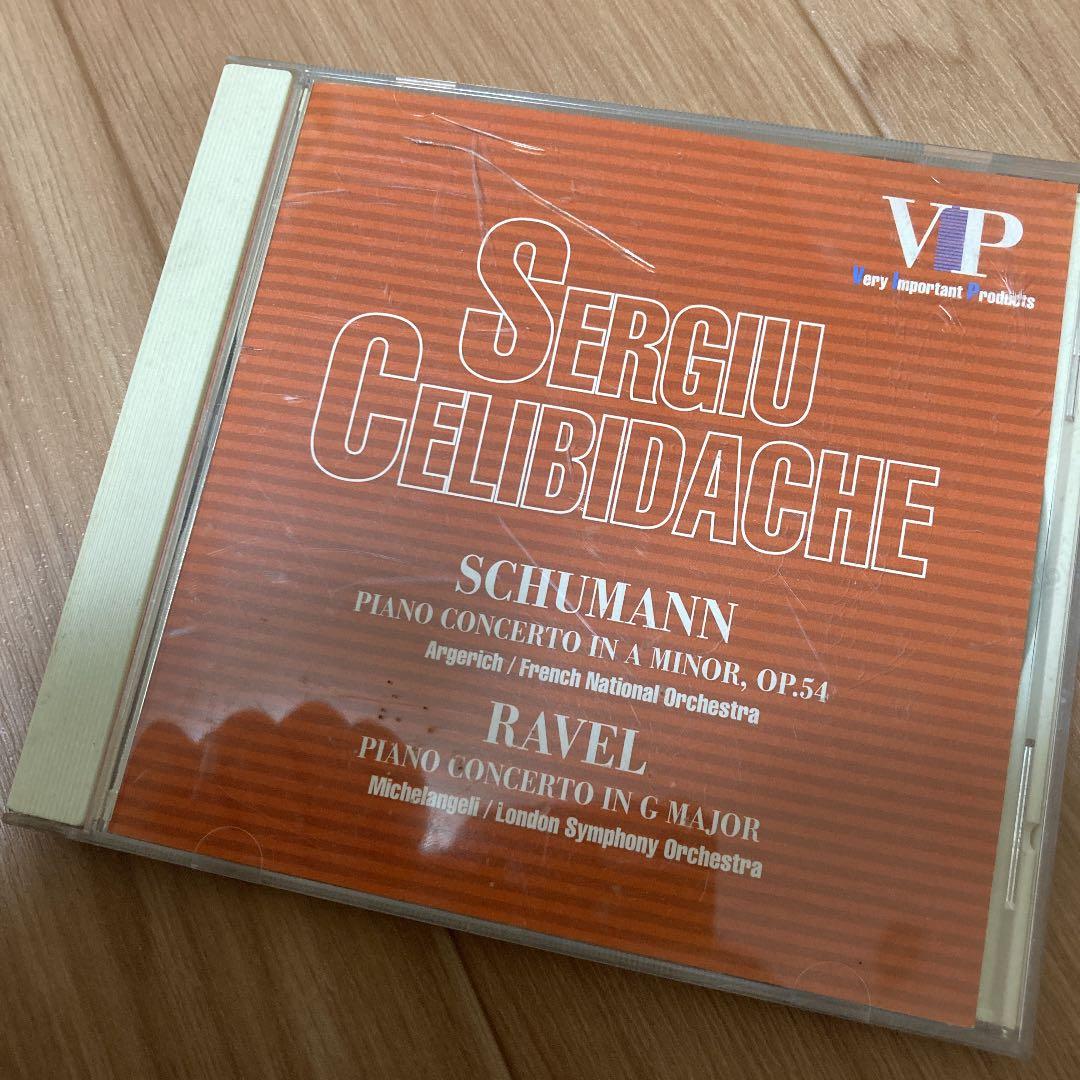 VIP
Very Important Products
SERGIU
CELIBIDACHE
SCHUMANN
PIANO CONCERTO IN A MINOR, OP.54
Argerich / French National Orchestra
RAVEL
PIANO CONCERTO IN G MAJOR
Michelangeli / London Symphony Orchestra